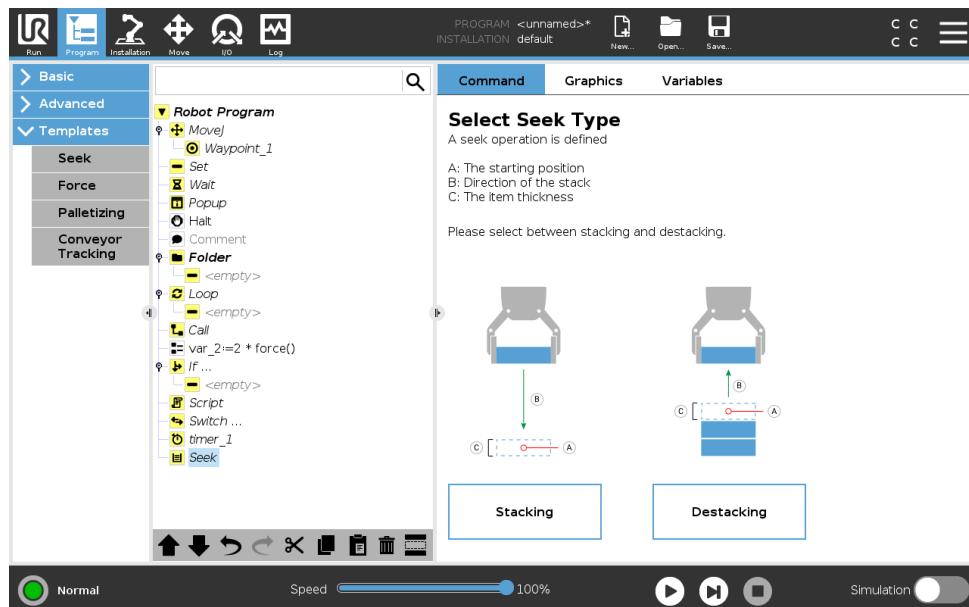 PROGRAM <unnamed>*
INSTALLATION default
UR
Run
Program
Installation
Move
I/O
Log
New...
Open...
Save...
C C
C C
Basic
Advanced
Templates
Seek
Force
Palletizing
Conveyor
Tracking
Robot Program
MoveJ
Waypoint_1
Set
Wait
Popup
Halt
Comment
Folder
<empty>
Loop
<empty>
Call
var_2:=2 * force()
If ...
<empty>
Script
Switch ...
timer_1
Seek
Command
Graphics
Variables
Select Seek Type
A seek operation is defined
A: The starting position
B: Direction of the stack
C: The item thickness
Please select between stacking and destacking.
B
C
A
B
C
A
Stacking
Destacking
Normal
Speed
100%
Simulation